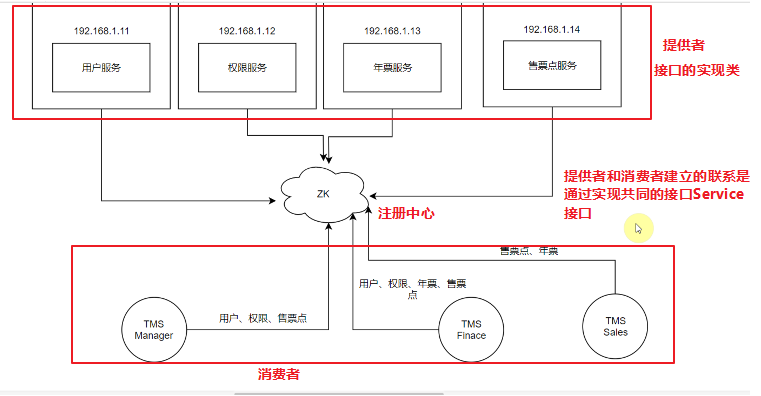 192.168.1.11
192.168.1.12
192.168.1.13
192.168.1.14
用户服务
权限服务
年票服务
售票点服务
提供者
接口的实现类
ZK
注册中心
提供者和消费者建立的联系是
通过实现共同的接口Service
接口
售票点、年票
用户、权限、年票、售票
点
用户、权限、售票点
TMS
Manager
TMS
Finace
TMS
Sales
消费者